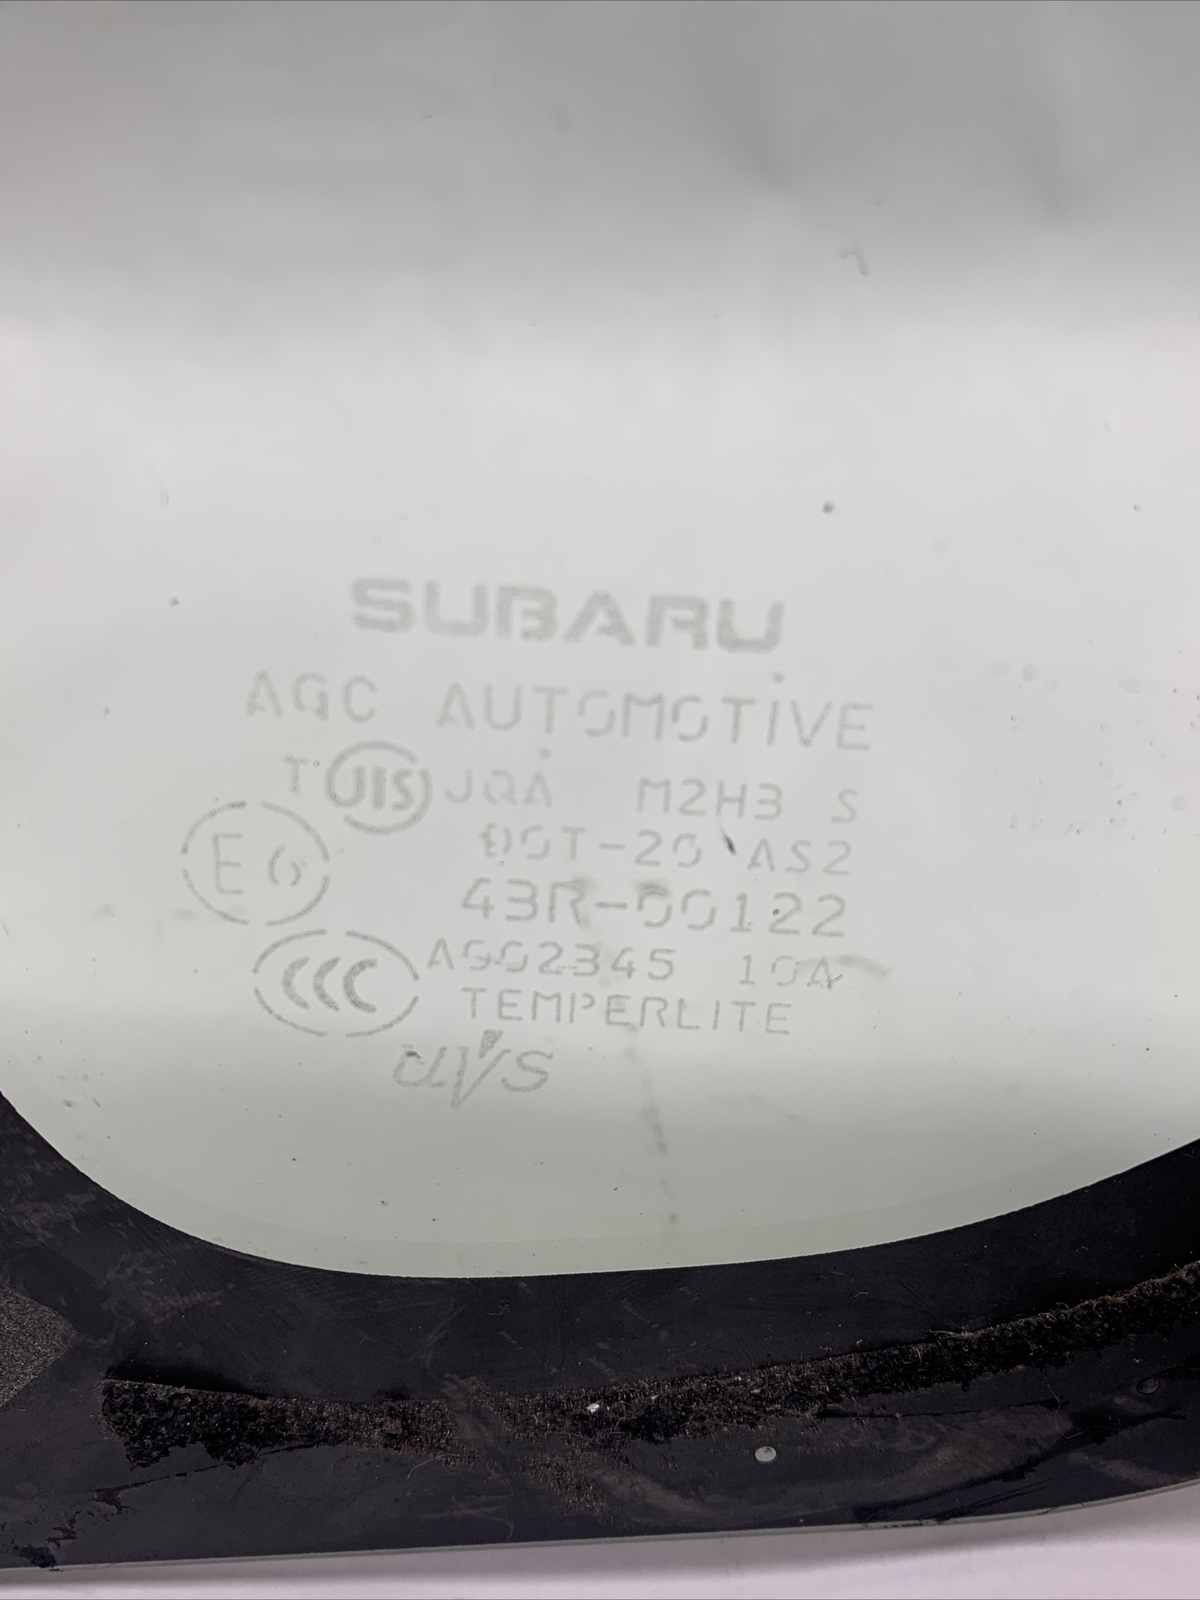 SUBARU
AGC AUTOMOTIVE
T JIS JQA M2H3 S
DOT-20 AS2
E6 43R-00122
CCC A002345 10A
TEMPERLITE
UVS